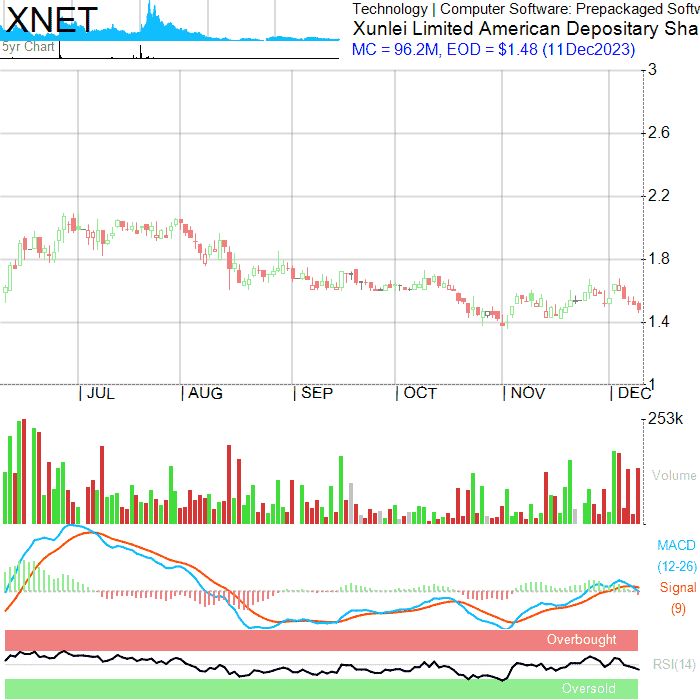 XNET
5yr Chart
Technology | Computer Software: Prepackaged Softw
Xunlei Limited American Depositary Sha
MC = 96.2M, EOD = $1.48 (11Dec2023)
3
2.6
2.2
1.8
1.4
1
| JUL | AUG | SEP | OCT | NOV | DEC
253k
Volume
MACD
(12-26)
Signal
(9)
Overbought
RSI(14)
Oversold